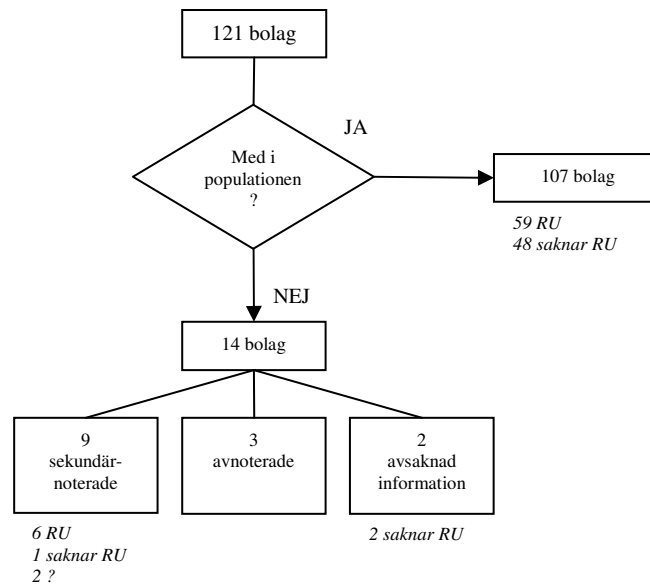 121 bolag
JA
Med i
populationen
?
107 bolag
59 RU
48 saknar RU
NEJ
14 bolag
9
sekundär-
noterade
3
avnoterade
2
avsaknad
information
6 RU
1 saknar RU
2 ?
2 saknar RU